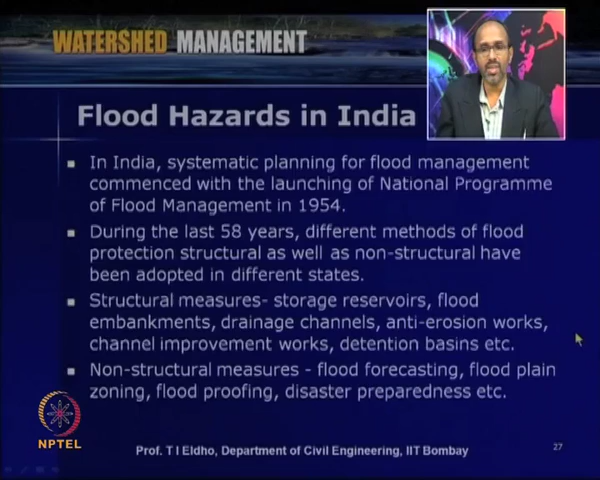 WATERSHED MANAGEMENT
Flood Hazards in India
In India, systematic planning for flood management
commenced with the launching of National Programme
of Flood Management in 1954.
During the last 58 years, different methods of flood
protection structural as well as non-structural have
been adopted in different states.
Structural measures- storage reservoirs, flood
embankments, drainage channels, anti-erosion works,
channel improvement works, detention basins etc.
Non-structural measures - flood forecasting, flood plain
zoning, flood proofing, disaster preparedness etc.
NPTEL
Prof. T I Eldho, Department of Civil Engineering, IIT Bombay
27